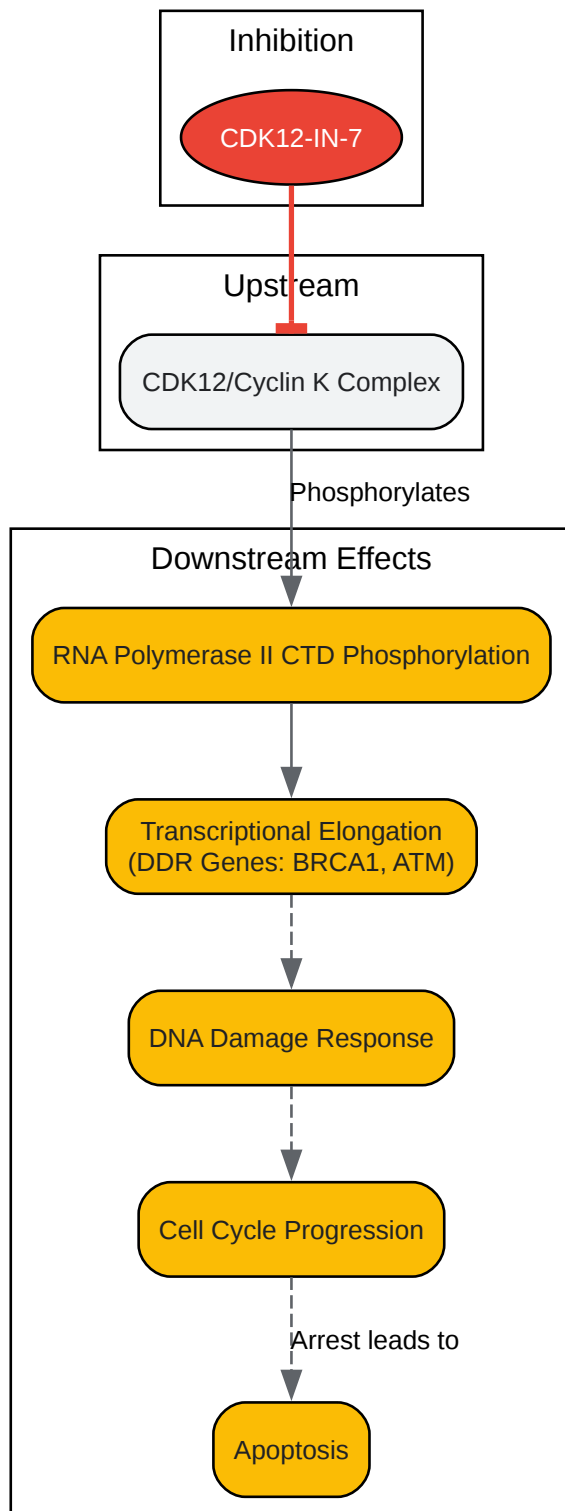 Inhibition
CDK12-IN-7
Upstream
CDK12/Cyclin K Complex
Phosphorylates
Downstream Effects
RNA Polymerase II CTD Phosphorylation
Transcriptional Elongation
(DDR Genes: BRCA1, ATM)
DNA Damage Response
Cell Cycle Progression
Arrest leads to
Apoptosis